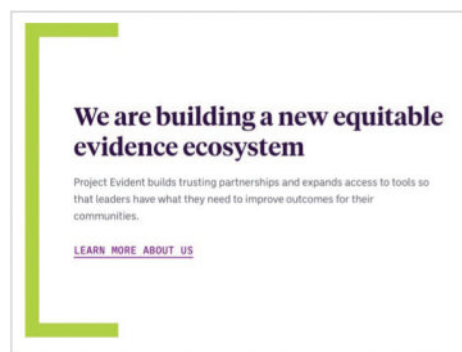 We are building a new equitable
evidence ecosystem
Project Evident builds trusting partnerships and expands access to tools so
that leaders have what they need to improve outcomes for their
communities.
LEARN MORE ABOUT US